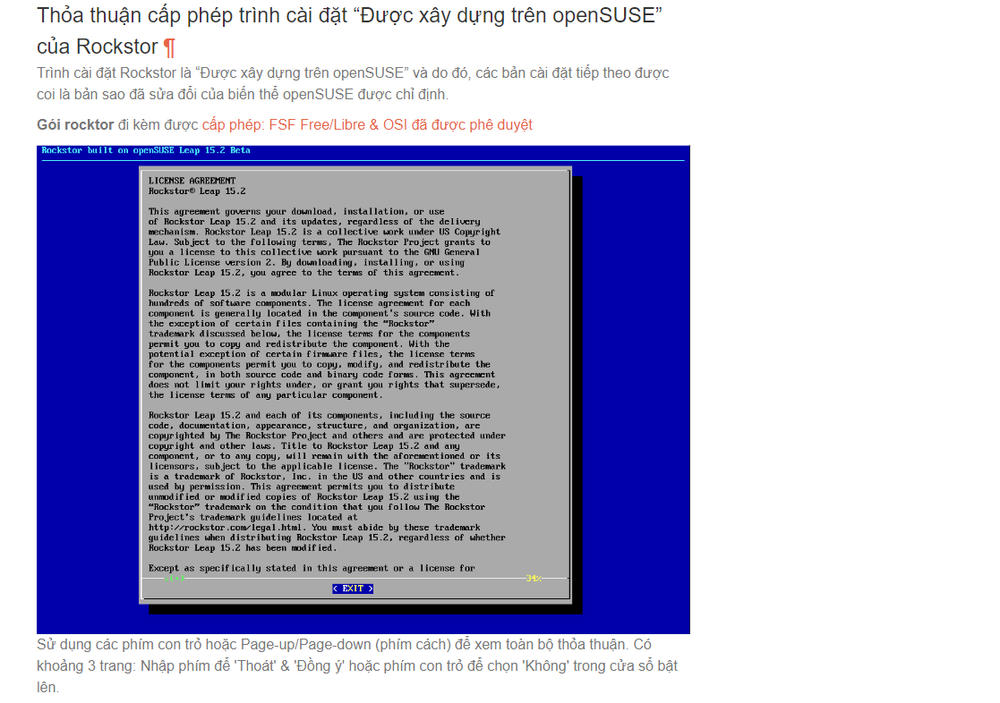 Thỏa thuận cấp phép trình cài đặt “Được xây dựng trên openSUSE”
của Rockstor ¶
Trình cài đặt Rockstor là “Được xây dựng trên openSUSE” và do đó, các bản cài đặt tiếp theo được
coi là bản sao đã sửa đổi của biến thể openSUSE được chỉ định.
Gói rocktor đi kèm được cấp phép: FSF Free/Libre & OSI đã được phê duyệt
Rockstor built on openSUSE Leap 15.2 Beta
LICENSE AGREEMENT
Rockstor® Leap 15.2
This agreement governs your download, installation, or use
of Rockstor Leap 15.2 and its updates, regardless of the delivery
mechanism. Rockstor Leap 15.2 is a collective work under US Copyright
Law. Subject to the following terms, The Rockstor Project grants to
you a license to this collective work pursuant to the GNU General
Public License version 2. By downloading, installing, or using
Rockstor Leap 15.2, you agree to the terms of this agreement.
Rockstor Leap 15.2 is a modular Linux operating system consisting of
hundreds of software components. The license agreement for each
component is generally located in the component's source code. With
the exception of certain files containing the “Rockstor”
trademark discussed below, the license terms for the components
permit you to copy and redistribute the component. With the
potential exception of certain firmware files, the license terms
for the components permit you to copy, modify, and redistribute the
component, in both source code and binary code forms. This agreement
does not limit your rights under, or grant you rights that supersede,
the license terms of any particular component.
Rockstor Leap 15.2 and each of its components, including the source
code, documentation, appearance, structure, and organization, are
copyrighted by The Rockstor Project and others and are protected under
copyright and other laws. Title to Rockstor Leap 15.2 and any
component, or to any copy, will remain with the aforementioned or its
licensors, subject to the applicable license. The "Rockstor" trademark
is a trademark of Rockstor, Inc. in the US and other countries and is
used by permission. This agreement permits you to distribute
unmodified or modified copies of Rockstor Leap 15.2 using the
“Rockstor” trademark on the condition that you follow The Rockstor
Project's trademark guidelines located at
http://rockstor.com/legal.html. You must abide by these trademark
guidelines when distributing Rockstor Leap 15.2, regardless of whether
Rockstor Leap 15.2 has been modified.
Except as specifically stated in this agreement or a license for
34%
< EXIT >
Sử dụng các phím con trỏ hoặc Page-up/Page-down (phím cách) để xem toàn bộ thỏa thuận. Có
khoảng 3 trang: Nhập phím để 'Thoát' & 'Đồng ý' hoặc phím con trỏ để chọn 'Không' trong cửa sổ bật
lên.